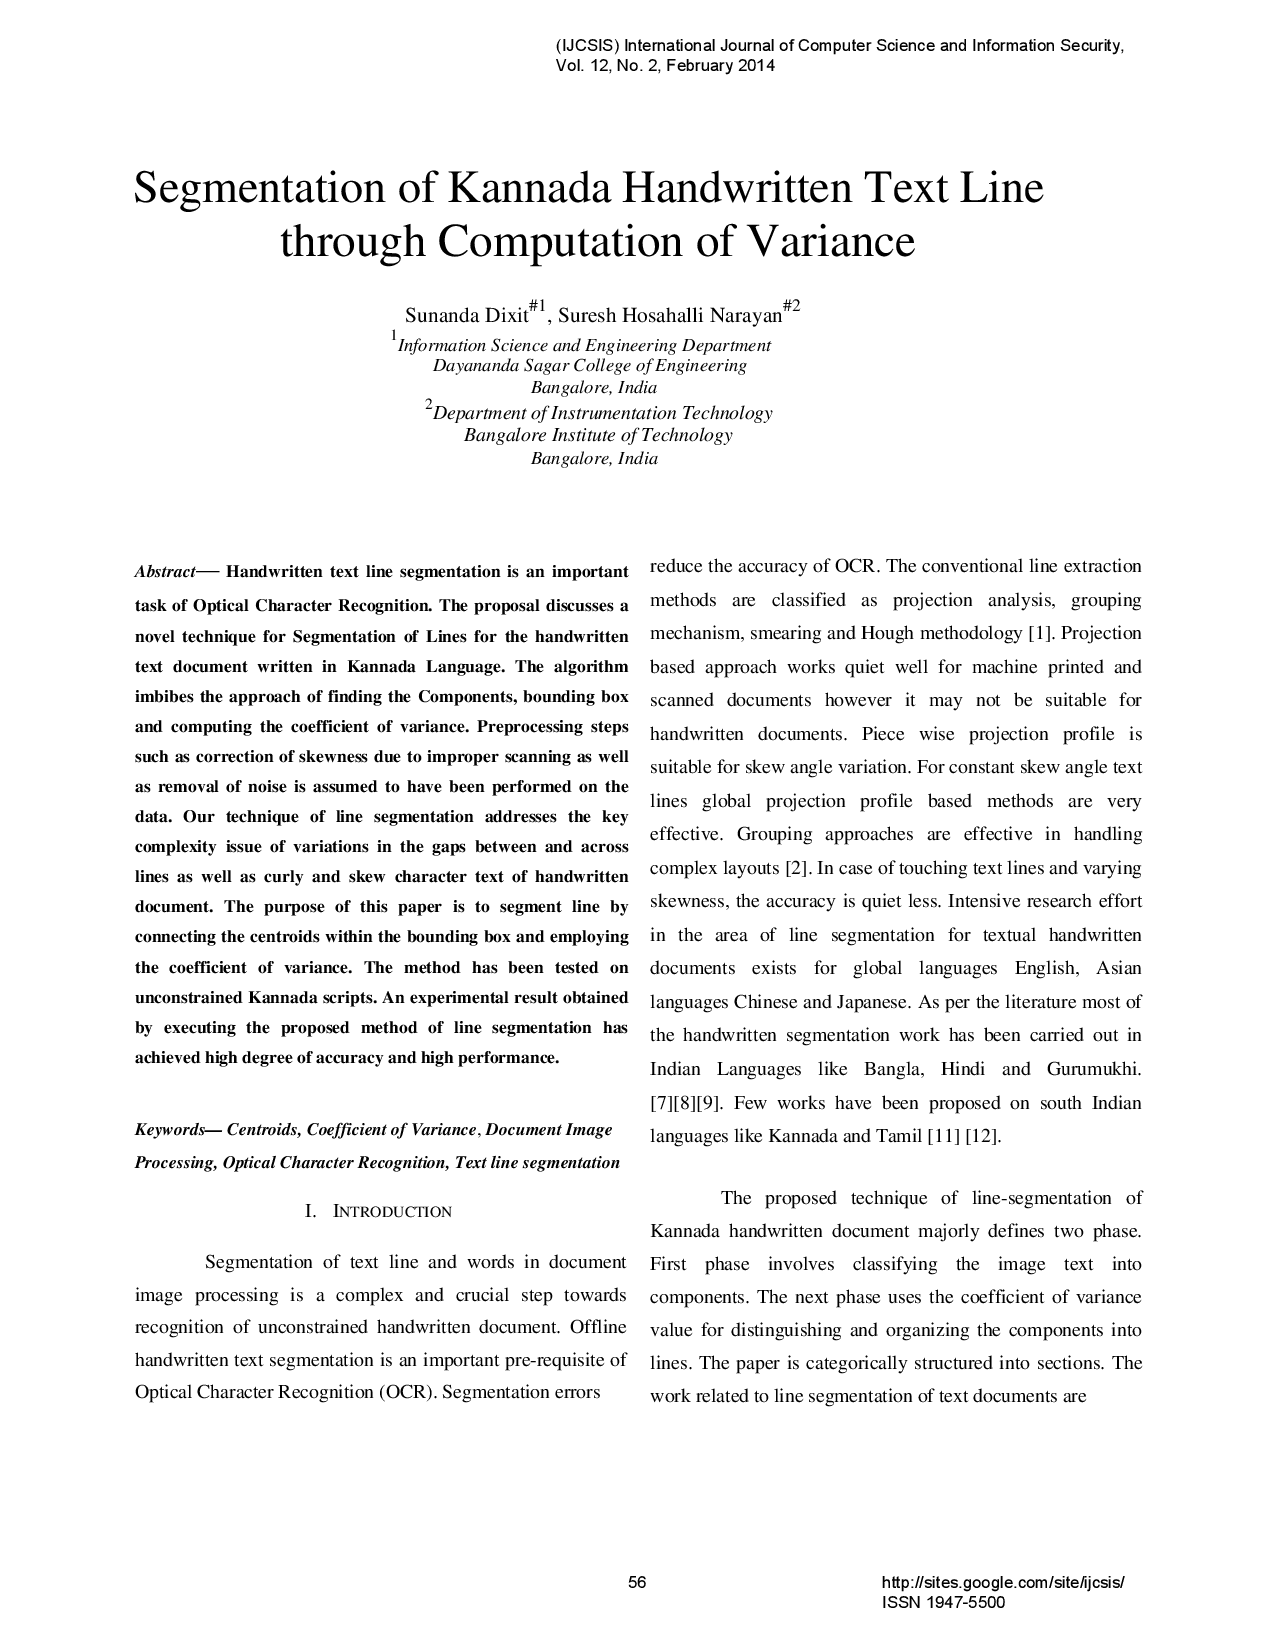 (IJCSIS) International Journal of Computer Science and Information Security,
Vol. 12, No. 2, February 2014
Segmentation of Kannada Handwritten Text Line
through Computation of Variance
Sunanda Dixit#1, Suresh Hosahalli Narayan#2
1Information Science and Engineering Department
Dayananda Sagar College of Engineering
Bangalore, India
2Department of Instrumentation Technology
Bangalore Institute of Technology
Bangalore, India
Abstract— Handwritten text line segmentation is an important
task of Optical Character Recognition. The proposal discusses a
novel technique for Segmentation of Lines for the handwritten
text document written in Kannada Language. The algorithm
imbibes the approach of finding the Components, bounding box
and computing the coefficient of variance. Preprocessing steps
such as correction of skewness due to improper scanning as well
as removal of noise is assumed to have been performed on the
data. Our technique of line segmentation addresses the key
complexity issue of variations in the gaps between and across
lines as well as curly and skew character text of handwritten
document. The purpose of this paper is to segment line by
connecting the centroids within the bounding box and employing
the coefficient of variance. The method has been tested on
unconstrained Kannada scripts. An experimental result obtained
by executing the proposed method of line segmentation has
achieved high degree of accuracy and high performance.
Keywords— Centroids, Coefficient of Variance, Document Image
Processing, Optical Character Recognition, Text line segmentation
I. INTRODUCTION
Segmentation of text line and words in document
image processing is a complex and crucial step towards
recognition of unconstrained handwritten document. Offline
handwritten text segmentation is an important pre-requisite of
Optical Character Recognition (OCR). Segmentation errors
reduce the accuracy of OCR. The conventional line extraction
methods are classified as projection analysis, grouping
mechanism, smearing and Hough methodology [1]. Projection
based approach works quiet well for machine printed and
scanned documents however it may not be suitable for
handwritten documents. Piece wise projection profile is
suitable for skew angle variation. For constant skew angle text
lines global projection profile based methods are very
effective. Grouping approaches are effective in handling
complex layouts [2]. In case of touching text lines and varying
skewness, the accuracy is quiet less. Intensive research effort
in the area of line segmentation for textual handwritten
documents exists for global languages English, Asian
languages Chinese and Japanese. As per the literature most of
the handwritten segmentation work has been carried out in
Indian Languages like Bangla, Hindi and Gurumukhi.
[7][8][9]. Few works have been proposed on south Indian
languages like Kannada and Tamil [11] [12].
The proposed technique of line-segmentation of
Kannada handwritten document majorly defines two phase.
First phase involves classifying the image text into
components. The next phase uses the coefficient of variance
value for distinguishing and organizing the components into
lines. The paper is categorically structured into sections. The
work related to line segmentation of text documents are
56
http://sites.google.com/site/ijcsis/
ISSN 1947-5500